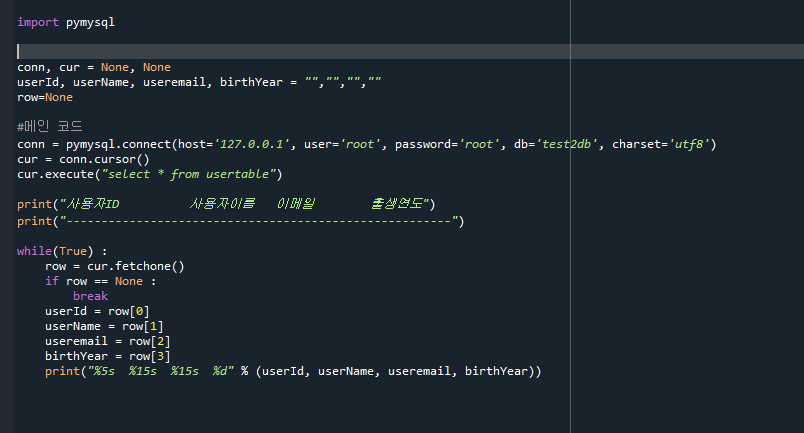 import pymysql
conn, cur = None, None
userId, userName, useremail, birthYear = "","","",""
row=None
#메인 코드
conn = pymysql.connect(host='127.0.0.1', user='root', password='root', db='test2db', charset='utf8')
cur = conn.cursor()
cur.execute("select * from usertable")
print("사용자ID          사용자이름   이메일        출생연도")
print("-------------------------------------------------------")
while(True) :
    row = cur.fetchone()
    if row == None :
        break
    userId = row[0]
    userName = row[1]
    useremail = row[2]
    birthYear = row[3]
    print("%5s  %15s  %15s  %d" % (userId, userName, useremail, birthYear))